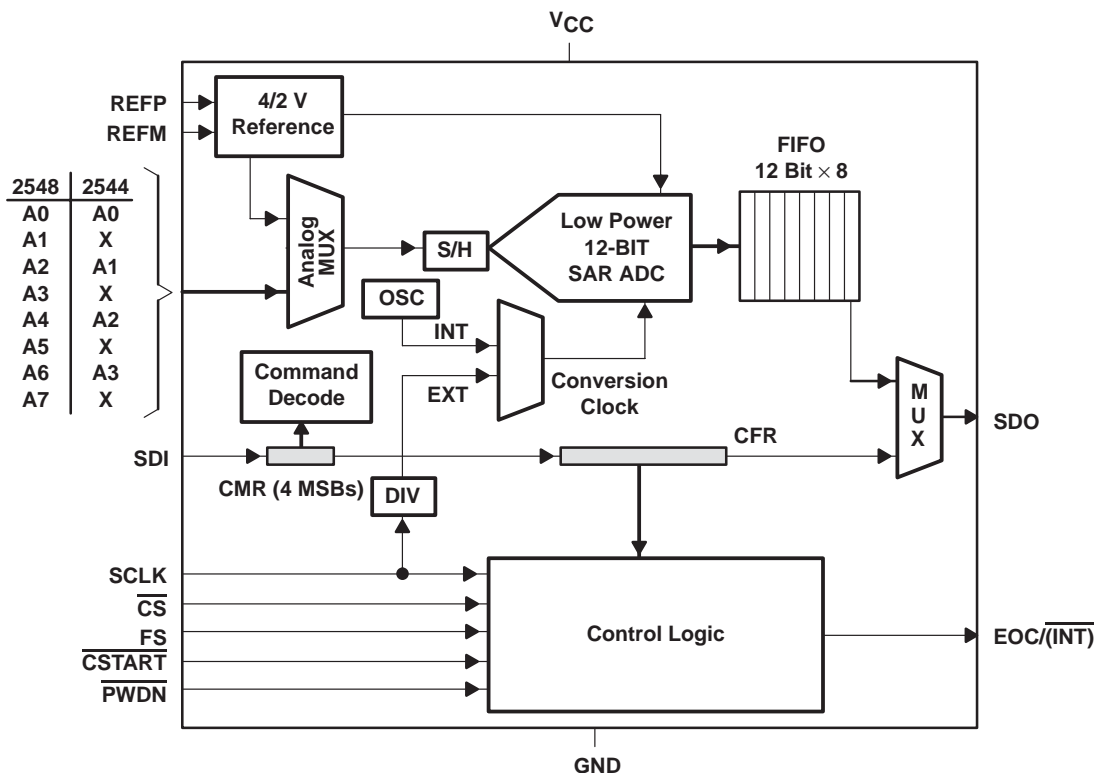 VCC
REFP
REFM
4/2 V
Reference
2548 2544
A0 A0
A1 X
A2 A1
A3 X
A4 A2
A5 X
A6 A3
A7 X
Analog
MUX
S/H
Low Power
12-BIT
SAR ADC
FIFO
12 Bit × 8
OSC
INT
EXT
Conversion
Clock
Command
Decode
SDI
CMR (4 MSBs)
DIV
CFR
MUX
SDO
SCLK
CS
FS
CSTART
PWDN
Control Logic
EOC/(INT)
GND